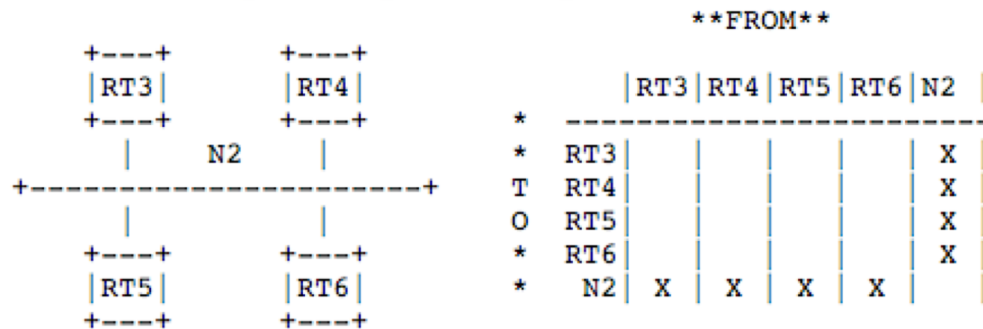 **FROM**
      +---+         +---+
      |RT3|         |RT4|                      |RT3|RT4|RT5|RT6|N2 |
      +---+         +---+                *  ------------------------
        |     N2      |                  *  RT3|   |   |   |   | X |
+----------------------+                 T  RT4|   |   |   |   | X |
        |             |                  O  RT5|   |   |   |   | X |
      +---+         +---+                *  RT6|   |   |   |   | X |
      |RT5|         |RT6|                *   N2| X | X | X | X |   |
      +---+         +---+